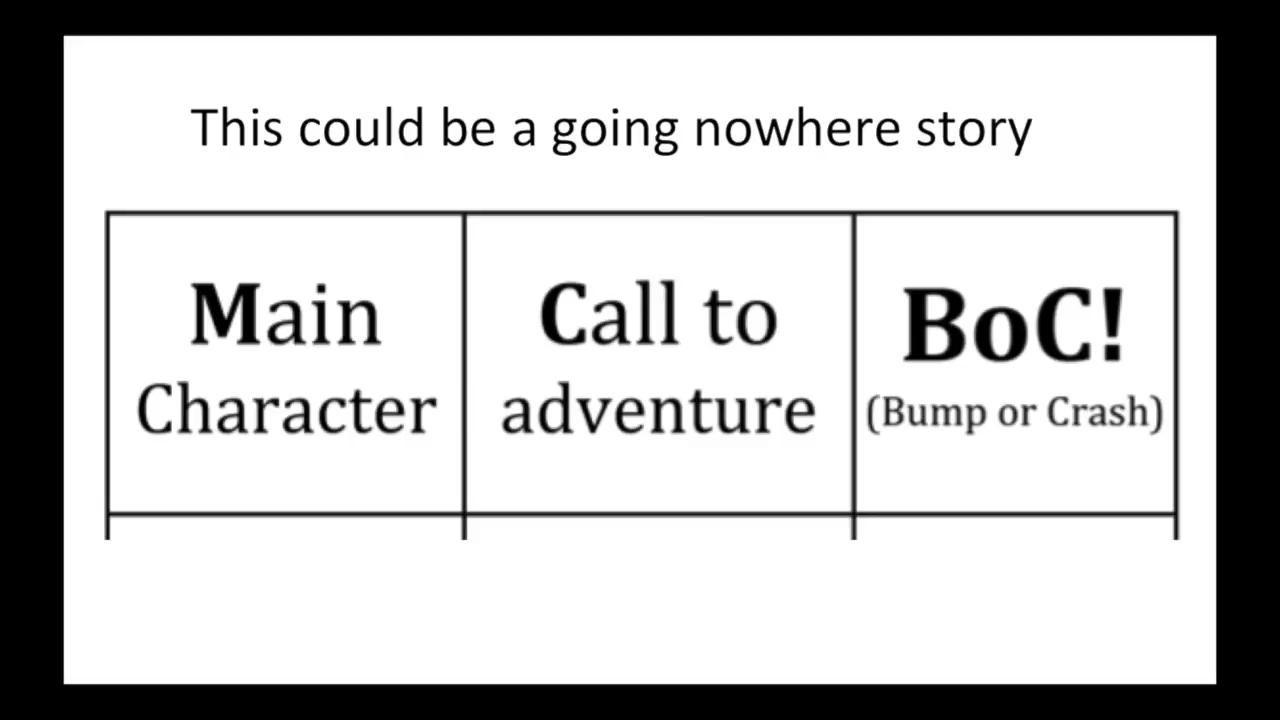 This could be a going nowhere story
Main
Character
Call to
adventure
BoC!
(Bump or Crash)